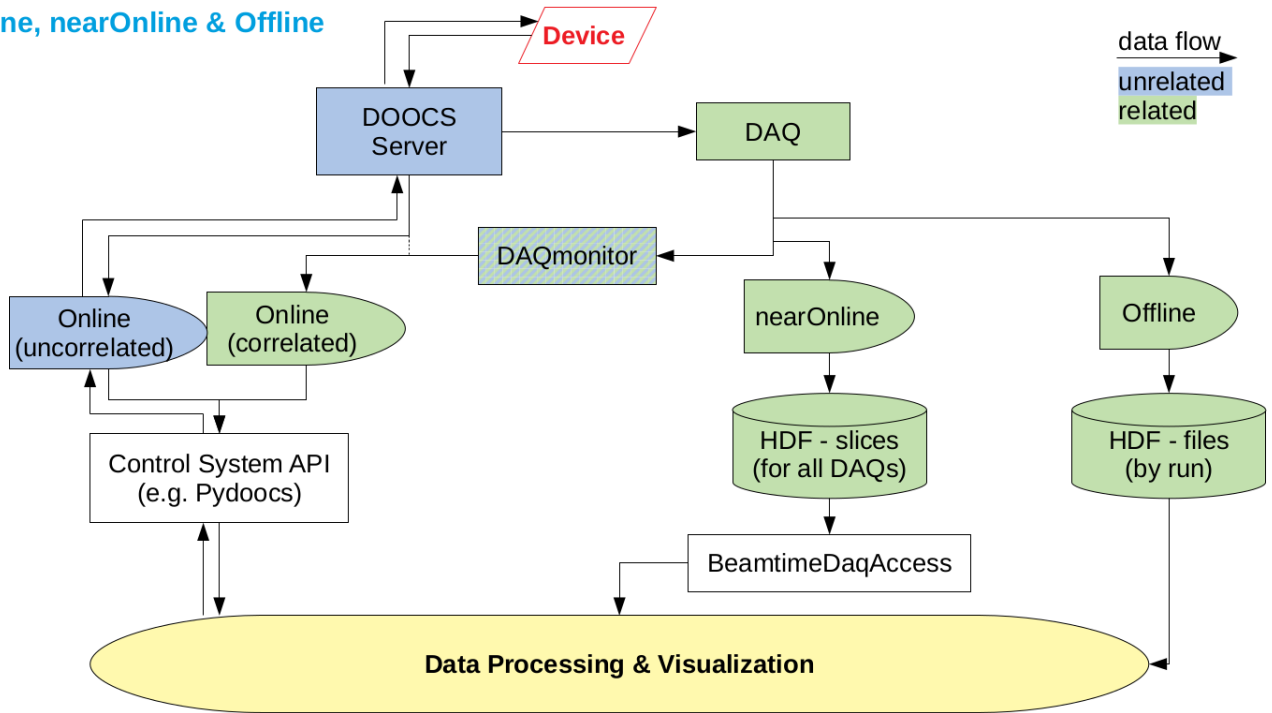 ne, nearOnline & Offline
Device
data flow
unrelated
related
DOOCS
Server
DAQ
DAQmonitor
Online
(uncorrelated)
Online
(correlated)
nearOnline
Offline
HDF - slices
(for all DAQs)
HDF - files
(by run)
Control System API
(e.g. Pydoocs)
BeamtimeDaqAccess
Data Processing & Visualization